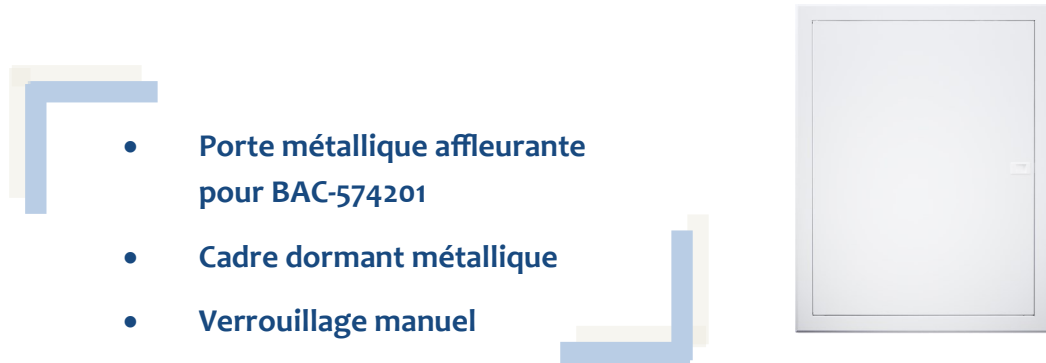 • Porte métallique affleurante
pour BAC-574201
• Cadre dormant métallique
• Verrouillage manuel